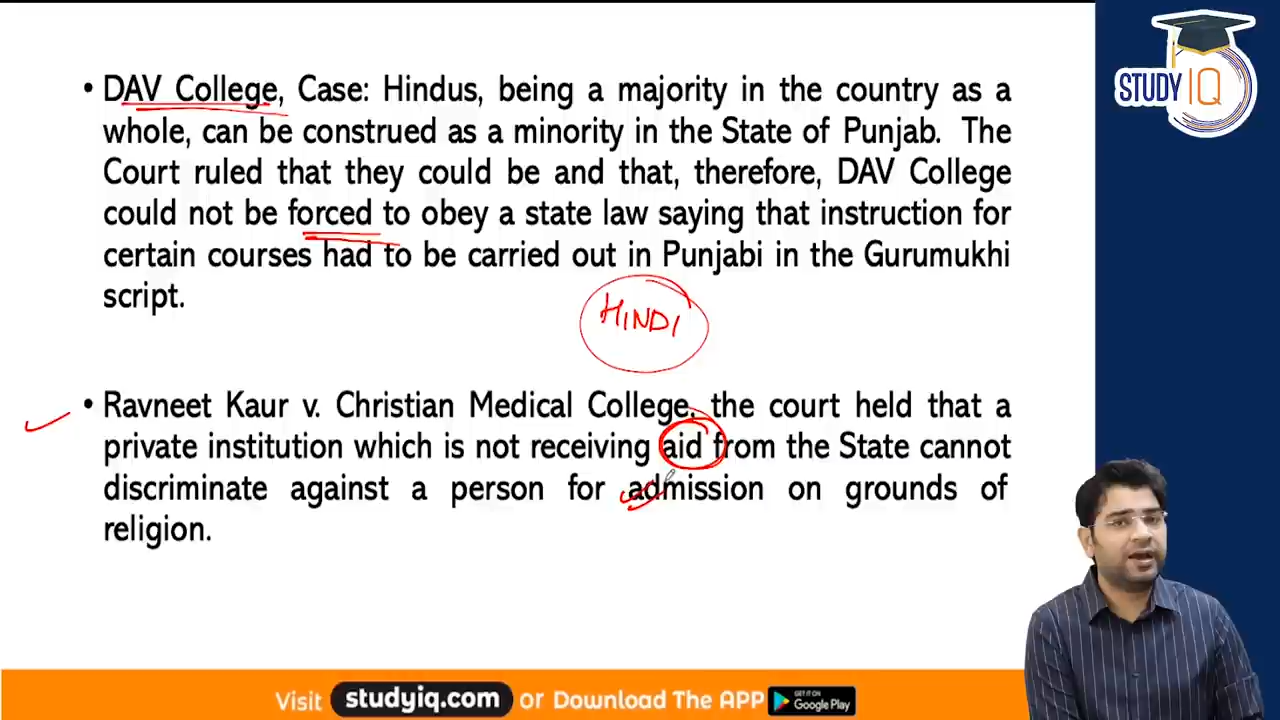 STUDY IQ
• DAV College, Case: Hindus, being a majority in the country as a
whole, can be construed as a minority in the State of Punjab. The
Court ruled that they could be and that, therefore, DAV College
could not be forced to obey a state law saying that instruction for
certain courses had to be carried out in Punjabi in the Gurumukhi
script.
HINDI
• Ravneet Kaur v. Christian Medical College, the court held that a
private institution which is not receiving aid from the State cannot
discriminate against a person for admission on grounds of
religion.
Visit studyiq.com or Download The APP GET IT ON Google Play